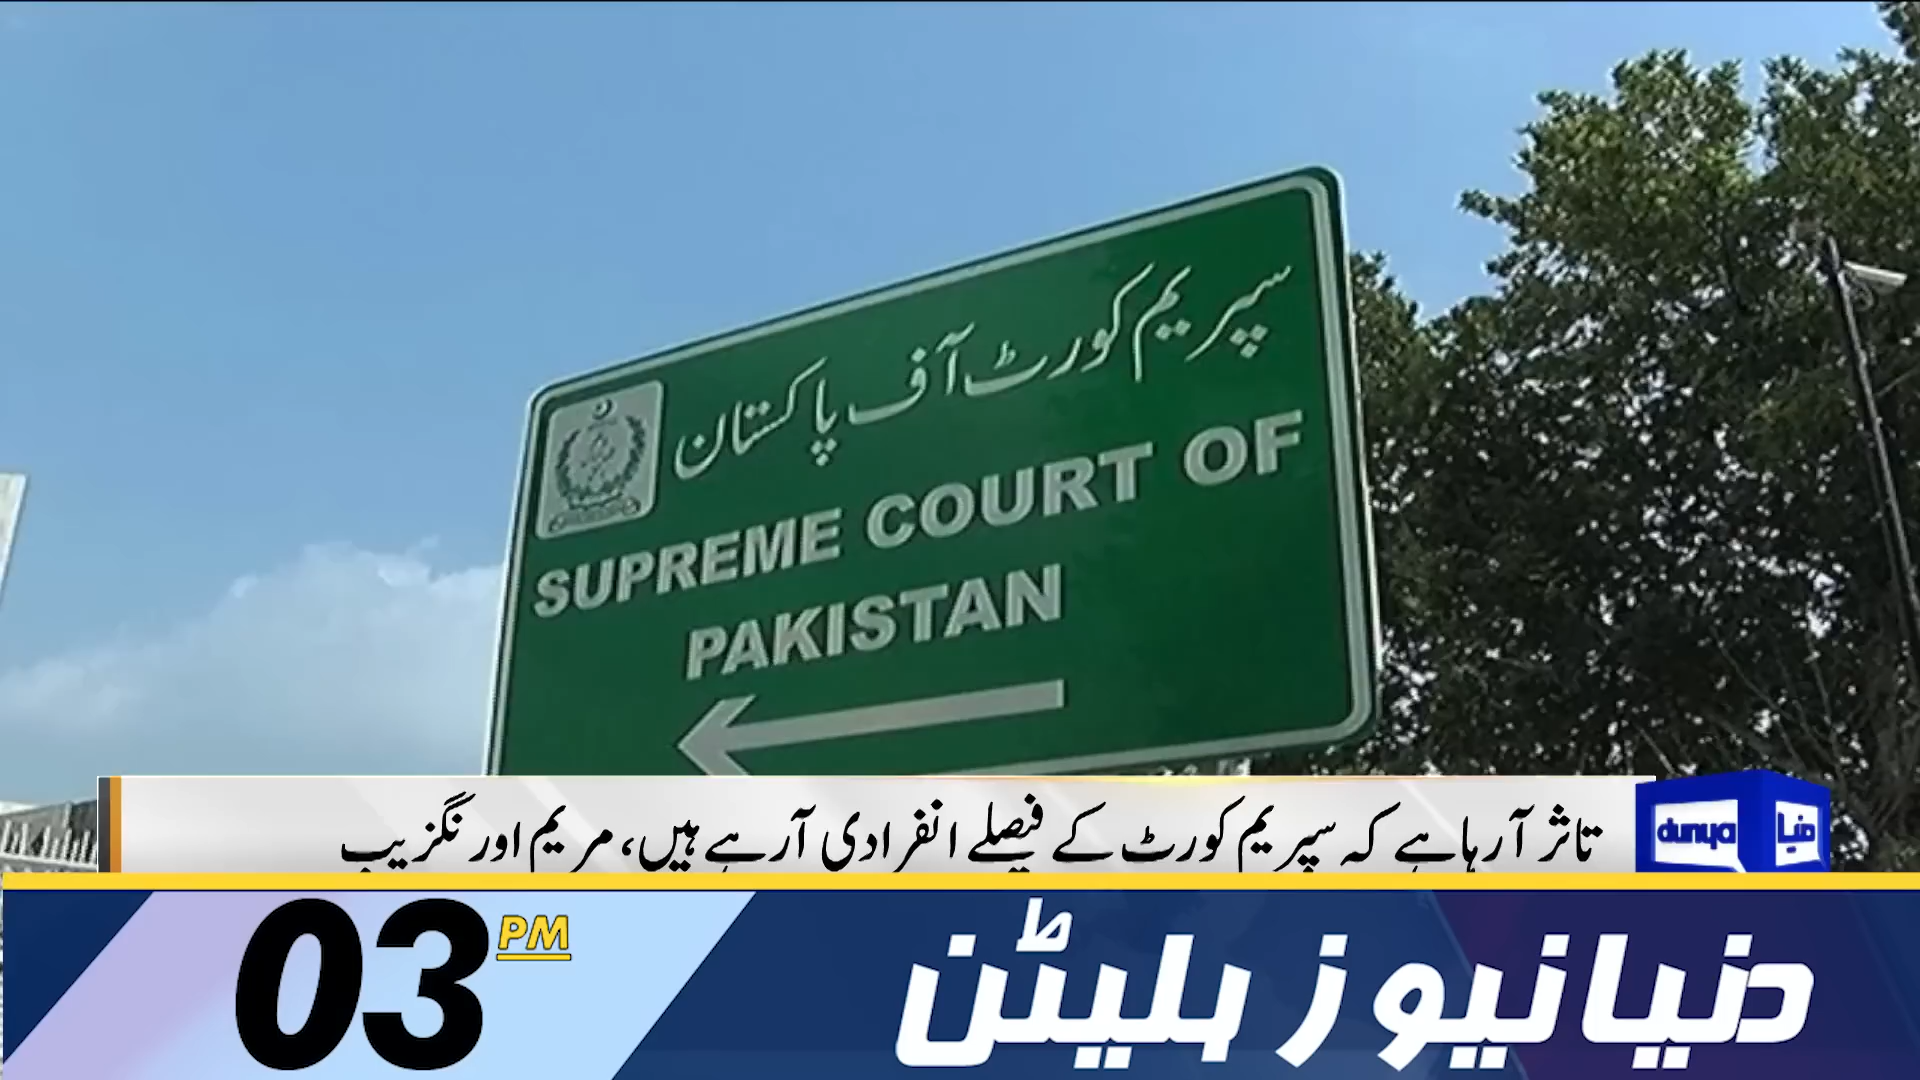 سپریم کورٹ آف پاکستان
SUPREME COURT OF
PAKISTAN
تاثر آرہا ہے کہ سپریم کورٹ کے فیصلے انفرادی آرہے ہیں، مریم اورنگزیب
dunya دنیا
03 PM
دنیا نیوز بلیٹن